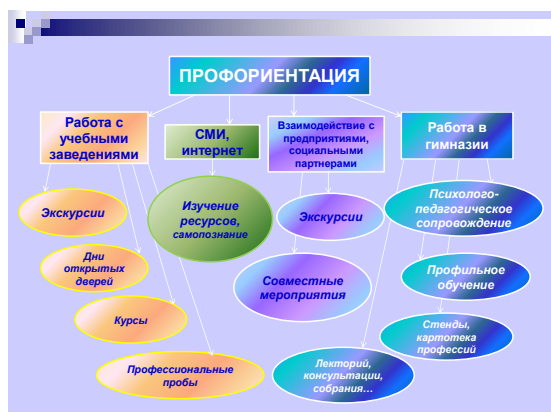 ПРОФОРИЕНТАЦИЯ
Работа с
учебными
заведениями
СМИ,
интернет
Взаимодействие с
предприятиями,
социальными
партнерами
Работа в
гимназии
Экскурсии
Дни
открытых
дверей
Курсы
Профессиональные
пробы
Изучение
ресурсов,
самопознание
Экскурсии
Совместные
мероприятия
Психолого-
педагогическое
сопровождение
Профильное
обучение
Стенды,
картотека
профессий
Лекторий,
консультации,
собрания...